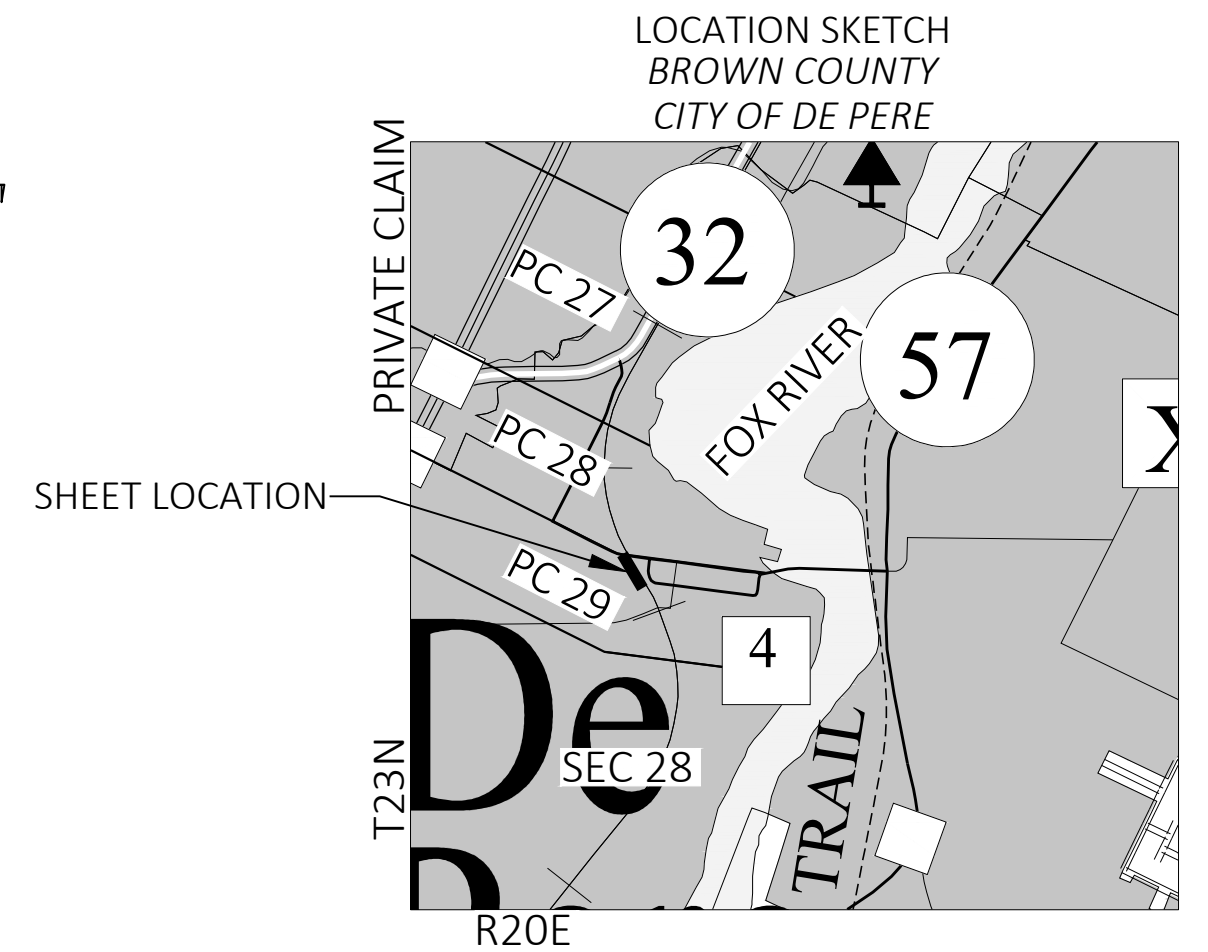 LOCATION SKETCH
BROWN COUNTY
CITY OF DE PERE
PRIVATE CLAIM
32
PC 27
57
FOX RIVER
X
PC 28
SHEET LOCATION
PC 29
4
De
SEC 28
T23N
TRAIL
R20E